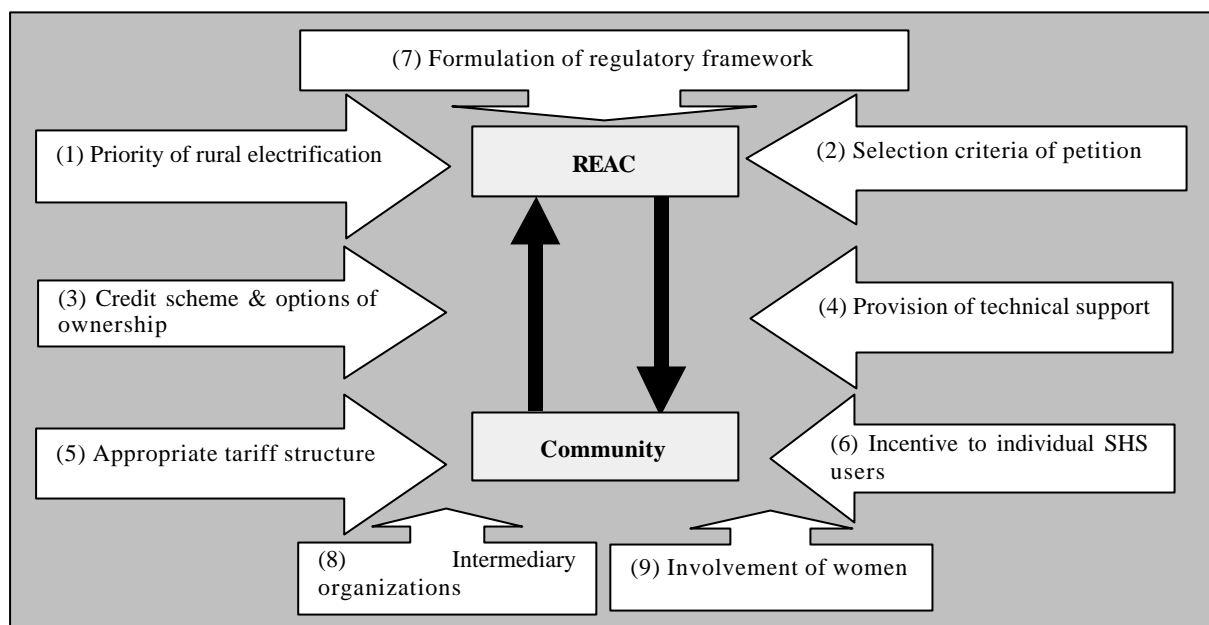 (7) Formulation of regulatory framework
(1) Priority of rural electrification
REAC
(2) Selection criteria of petition
(3) Credit scheme & options of
ownership
(4) Provision of technical support
(5) Appropriate tariff structure
Community
(6) Incentive to individual SHS
users
(8) Intermediary
organizations
(9) Involvement of women